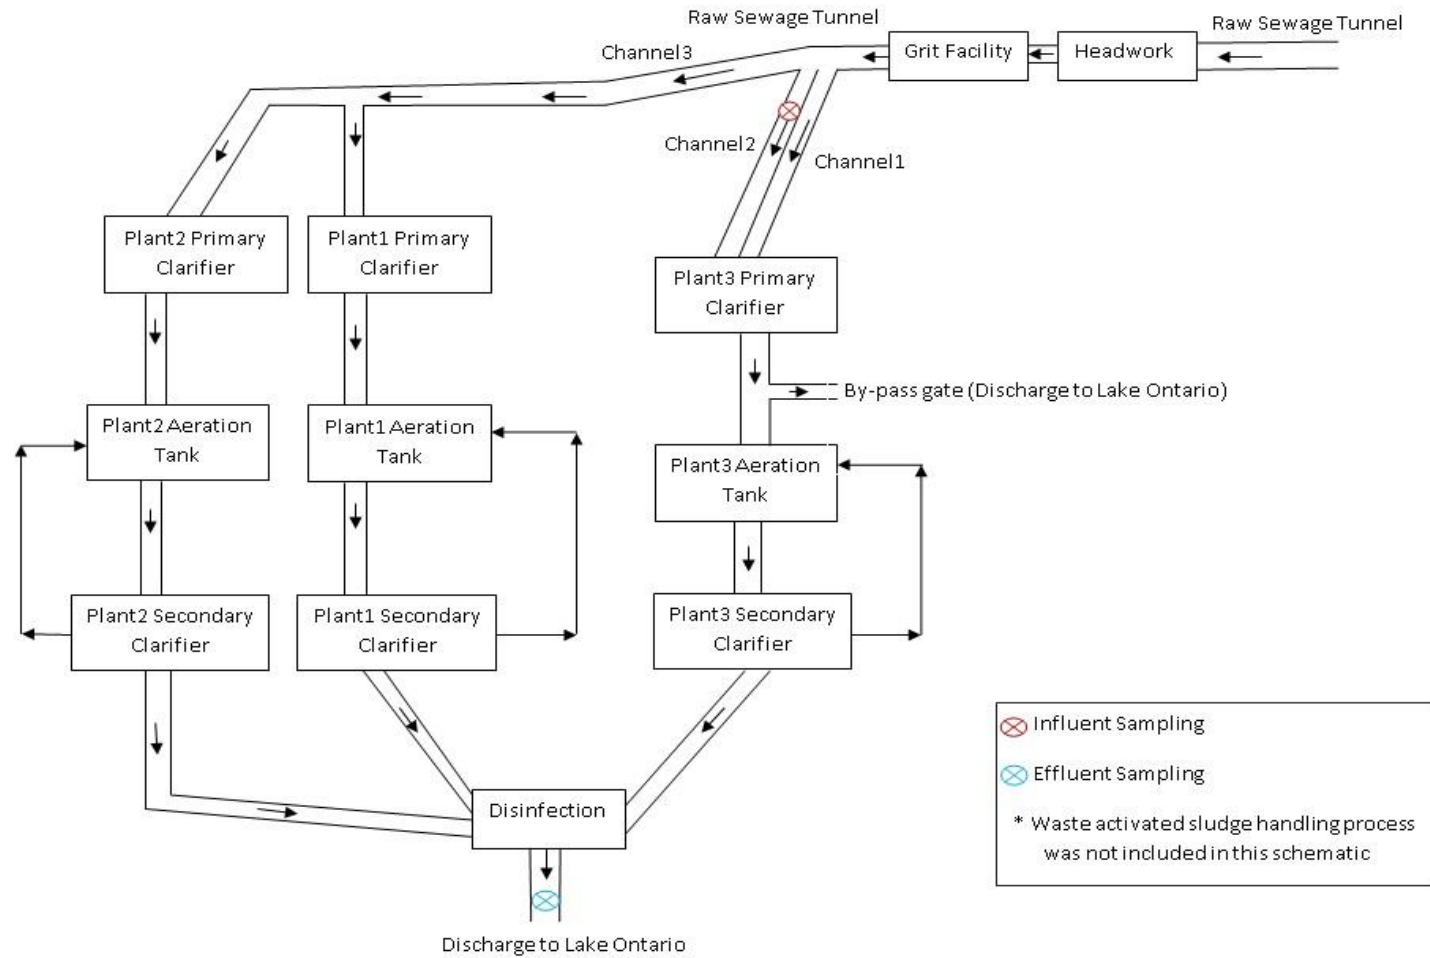 Raw Sewage Tunnel
Raw Sewage Tunnel
Channel3
Grit Facility
Headwork
Channel2
Channel1
Plant2 Primary
Clarifier
Plant1 Primary
Clarifier
Plant3 Primary
Clarifier
By-pass gate (Discharge to Lake Ontario)
Plant2 Aeration
Tank
Plant1 Aeration
Tank
Plant3 Aeration
Tank
Plant2 Secondary
Clarifier
Plant1 Secondary
Clarifier
Plant3 Secondary
Clarifier
Disinfection
Discharge to Lake Ontario
Influent Sampling
Effluent Sampling
* Waste activated sludge handling process
was not included in this schematic